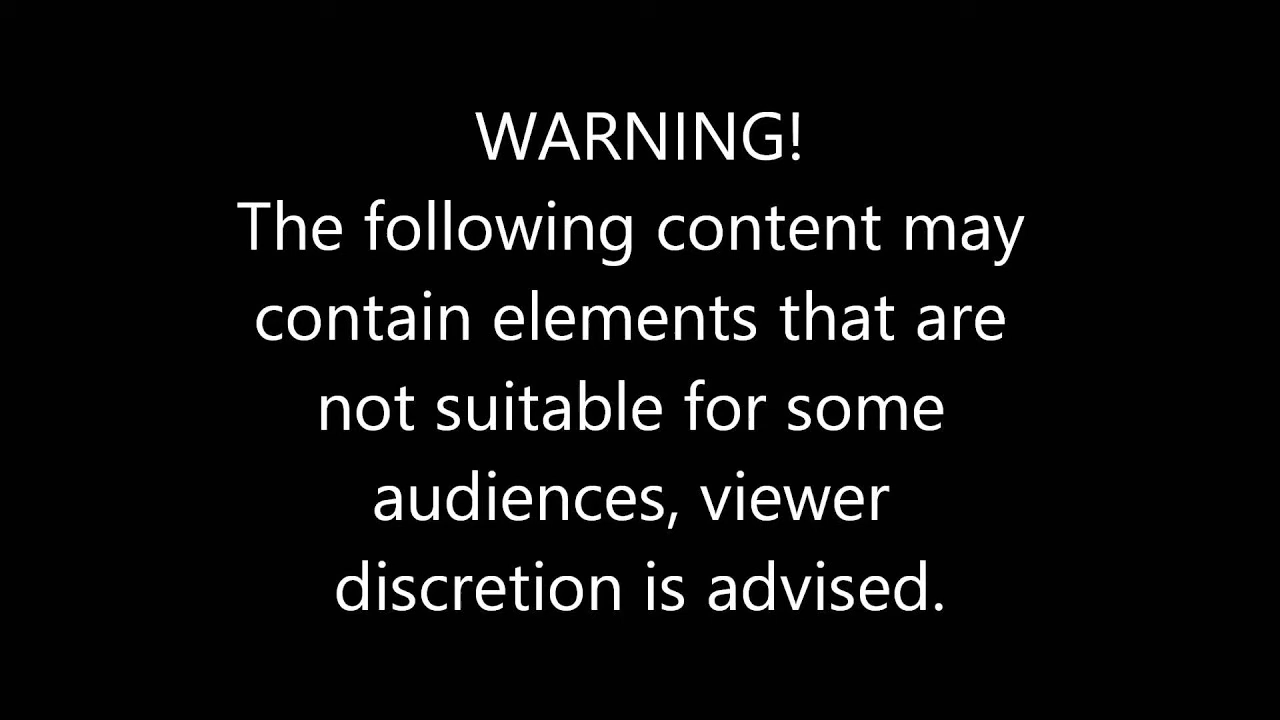 WARNING!
The following content may
contain elements that are
not suitable for some
audiences, viewer
discretion is advised.